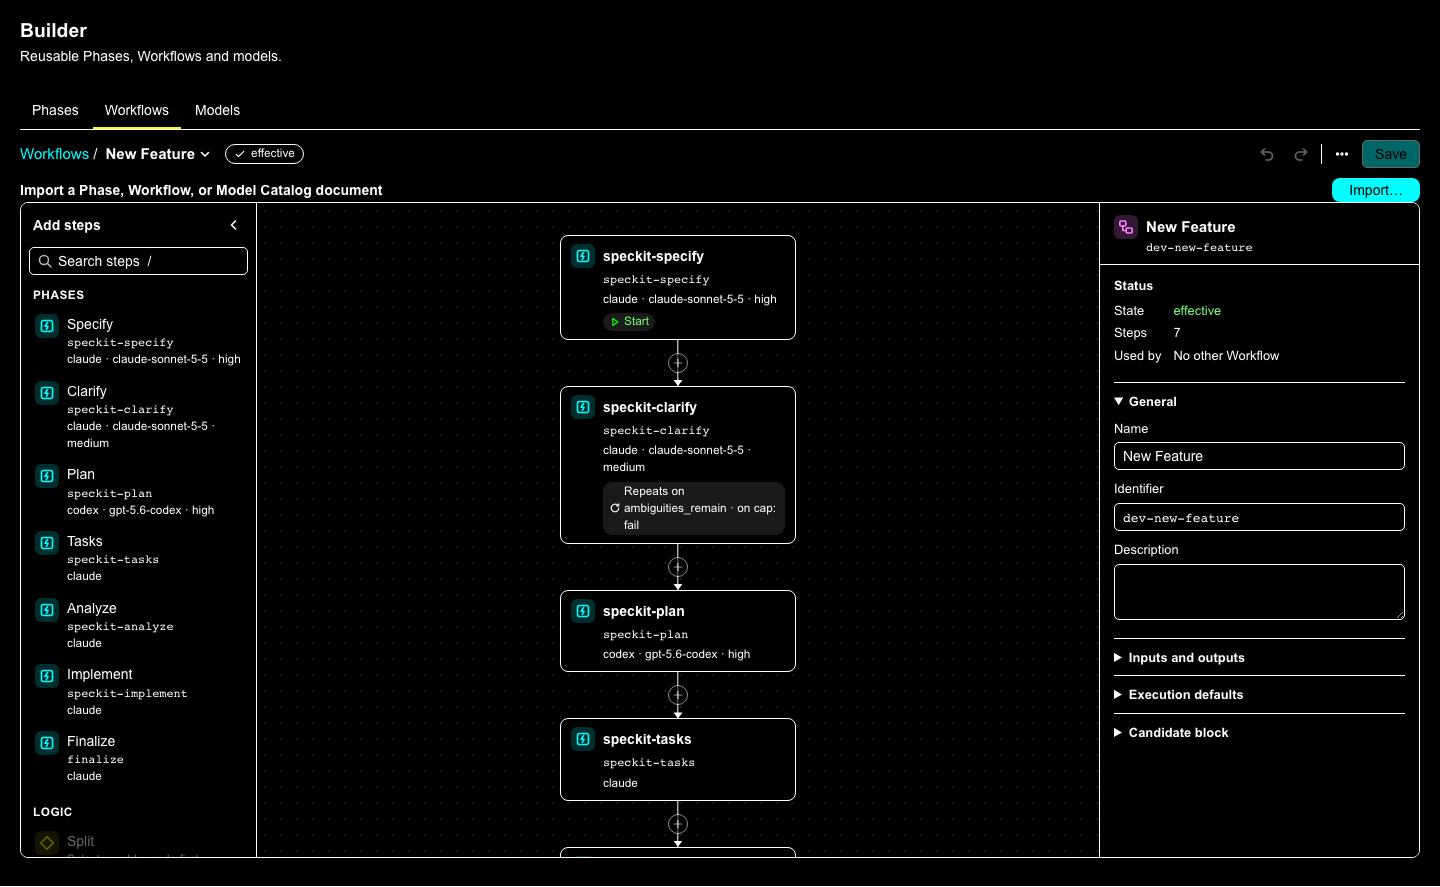 Builder
Reusable Phases, Workflows and models.
Phases Workflows Models
Workflows / New Feature effective
Save
Import a Phase, Workflow, or Model Catalog document
Import...
Add steps
Search steps /
PHASES
Specify
speckit-specify
claude · claude-sonnet-5-5 · high
Clarify
speckit-clarify
claude · claude-sonnet-5-5 ·
medium
Plan
speckit-plan
codex · gpt-5.6-codex · high
Tasks
speckit-tasks
claude
Analyze
speckit-analyze
claude
Implement
speckit-implement
claude
Finalize
finalize
claude
LOGIC
Split
speckit-specify
speckit-specify
claude · claude-sonnet-5-5 · high
Start
speckit-clarify
speckit-clarify
claude · claude-sonnet-5-5 ·
medium
Repeats on
ambiguities_remain · on cap:
fail
speckit-plan
speckit-plan
codex · gpt-5.6-codex · high
speckit-tasks
speckit-tasks
claude
New Feature
dev-new-feature
Status
State effective
Steps 7
Used by No other Workflow
General
Name
New Feature
Identifier
dev-new-feature
Description
Inputs and outputs
Execution defaults
Candidate block